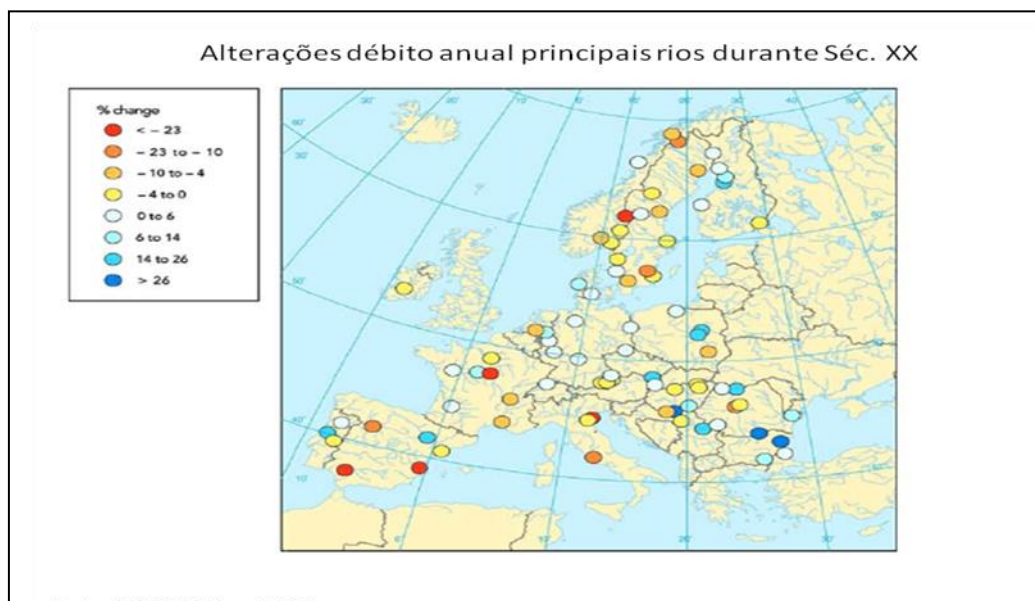 Alterações débito anual principais rios durante Séc. XX
% change
< – 23
– 23 to – 10
– 10 to – 4
– 4 to 0
0 to 6
6 to 14
14 to 26
> 26